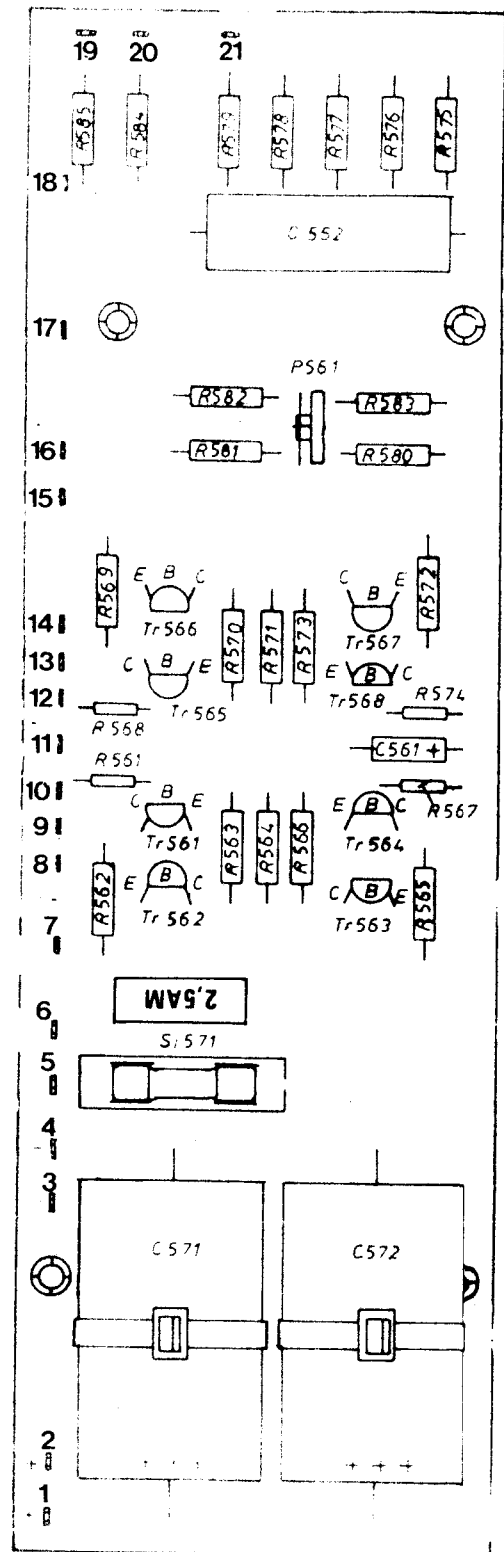 19 20 21
R585 R584 R579 R578 R577 R576 R575
18
C 552
17
P561
R582 R583
16 R581 R580
15
R569 E B C C B E R572
14 Tr566 R570 R571 R573 Tr567
13 C B E E B C
12 Tr565 Tr568 R574
R568
11 C561 +
R561
10 R567
C B E E B C
9 Tr561 R563 R564 R566 Tr564
8 R562 E B C C B E R565
Tr562 Tr563
7
2,5AM
6
Si571
5
4
3
C571 C572
2
+ + + +
1
+